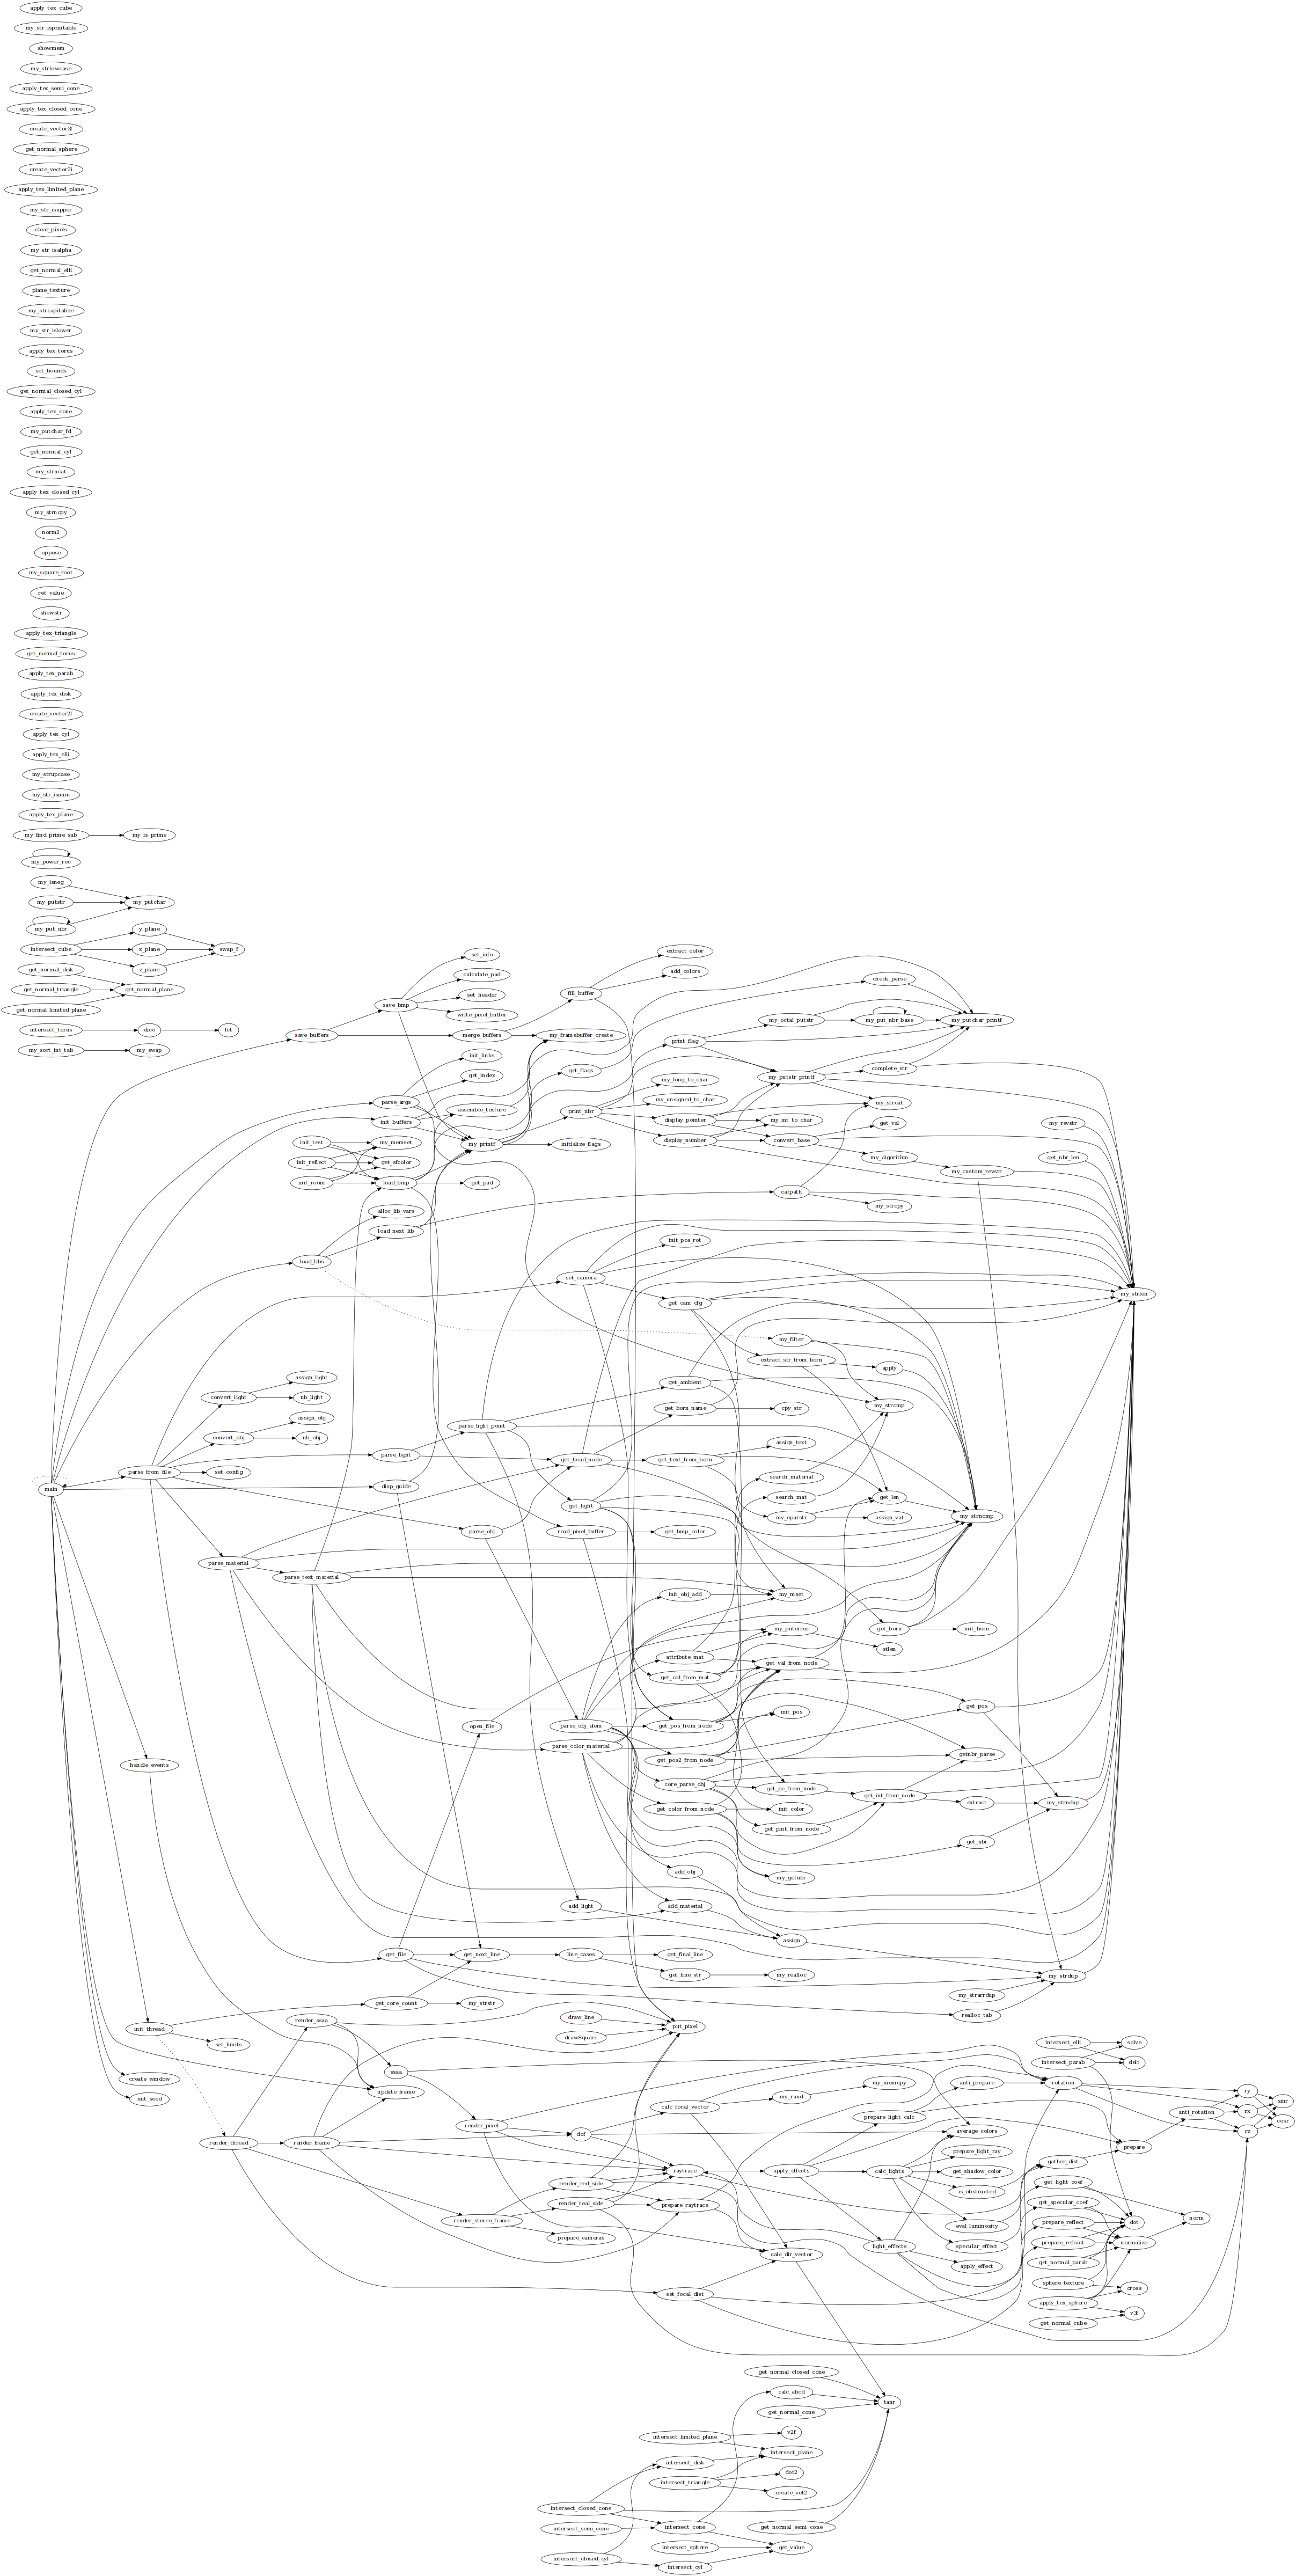 apply_tex_cube
my_str_isprintable
showmem
my_strlowcase
apply_tex_semi_cone
apply_tex_closed_cone
create_vector3f
get_normal_sphere
create_vector2i
apply_tex_limited_plane
my_str_isupper
clear_pixels
my_str_isalpha
get_normal_elli
plane_texture
my_strcapitalize
my_str_islower
apply_tex_torus
set_bounds
get_normal_closed_cyl
apply_tex_cone
my_putchar_fd
get_normal_cyl
my_strncat
apply_tex_closed_cyl
my_strncpy
norm2
oppose
my_square_root
ret_value
showstr
apply_tex_triangle
get_normal_torus
apply_tex_parab
apply_tex_disk
create_vector2f
apply_tex_cyl
apply_tex_elli
my_strupcase
my_str_isnum
apply_tex_plane
my_find_prime_sub
my_is_prime
my_power_rec
my_isneg
my_putstr
my_putchar
my_put_nbr
intersect_cube
y_plane
x_plane
z_plane
swap_f
get_normal_disk
get_normal_triangle
get_normal_plane
get_normal_limited_plane
intersect_torus
dico
fct
my_sort_int_tab
my_swap
main
parse_from_file
handle_events
init_thread
create_window
init_seed
convert_light
convert_obj
set_config
parse_material
set_limits
render_thread
save_buffers
init_text
init_reflect
init_room
load_libs
assign_light
nb_light
assign_obj
nb_obj
parse_text_material
render_ssaa
render_frame
save_bmp
parse_args
init_buffers
my_memset
get_sfcolor
load_bmp
alloc_lib_vars
load_next_lib
parse_light
disp_guide
get_file
get_core_count
ssaa
update_frame
set_info
calculate_pad
set_header
write_pixel_buffer
merge_buffers
init_links
get_index
assemble_texture
my_printf
get_pad
parse_light_point
parse_obj
open_file
get_next_line
my_strstr
render_pixel
render_stereo_frame
fill_buffer
my_framebuffer_create
get_flags
print_nbr
initialize_flags
set_camera
get_head_node
get_light
read_pixel_buffer
parse_obj_elem
parse_color_material
add_light
line_cases
draw_line
drawSquare
dof
render_red_side
render_teal_side
prepare_cameras
intersect_closed_cone
intersect_semi_cone
intersect_closed_cyl
extract_color
add_colors
print_flag
my_long_to_char
my_unsigned_to_char
display_pointer
display_number
init_pos_rot
get_cam_cfg
get_ambient
get_born_name
get_text_from_born
get_bmp_color
init_obj_add
attribute_mat
get_col_from_mat
get_pos_from_node
get_pos2_from_node
core_parse_obj
get_color_from_node
add_obj
add_material
get_final_line
get_line_str
put_pixel
calc_focal_vector
raytrace
prepare_raytrace
set_focal_dist
intersect_limited_plane
intersect_disk
intersect_triangle
intersect_cone
intersect_sphere
intersect_cyl
my_octal_putstr
my_putstr_printf
my_int_to_char
convert_base
catpath
my_filter
extract_str_from_born
cpy_str
assign_text
search_material
search_mat
my_epurstr
my_nset
my_puterror
get_val_from_node
init_pos
get_pc_from_node
init_color
get_pint_from_node
my_getnbr
assign
my_realloc
my_rand
apply_effects
calc_dir_vector
get_normal_closed_cone
calc_abcd
get_normal_cone
v2f
intersect_plane
dot2
create_vet2
get_normal_semi_cone
get_value
check_parse
my_put_nbr_base
complete_str
my_strcat
get_val
my_algorithm
my_strcpy
apply
my_strcmp
get_len
assign_val
get_born
stlen
get_int_from_node
my_memcpy
prepare_light_calc
calc_lights
light_effects
tanr
my_putchar_printf
my_custom_revstr
my_strncmp
init_born
get_pos
getnbr_parse
extract
get_nbr
my_strarrdup
realloc_tab
anti_prepare
average_colors
prepare_light_ray
get_shadow_color
is_obstructed
eval_luminosity
specular_effect
apply_effect
my_revstr
get_nbr_len
my_strndup
my_strdup
intersect_elli
intersect_parab
rotation
gather_dist
get_light_coef
get_specular_coef
prepare_reflect
prepare_refract
get_normal_parab
sphere_texture
apply_tex_sphere
get_normal_cube
my_strlen
solve
delt
prepare
dot
normalize
cross
v3f
anti_rotation
norm
ry
rx
rz
sinr
cosr